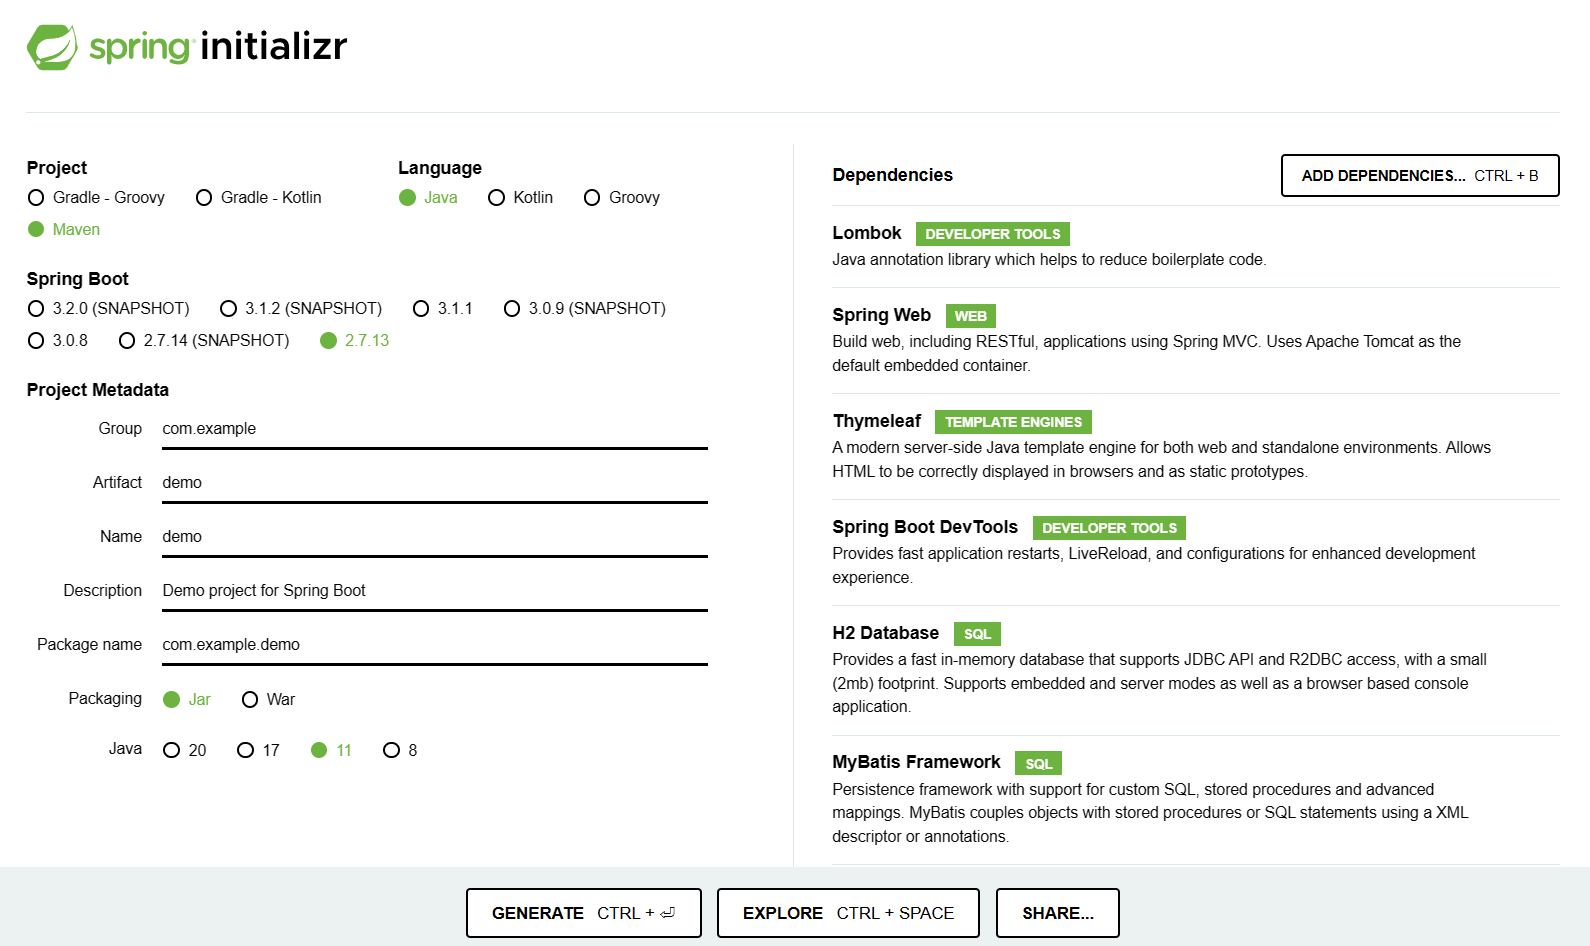 spring initializr
Project
Gradle - Groovy
Gradle - Kotlin
Maven
Language
Java
Kotlin
Groovy
Spring Boot
3.2.0 (SNAPSHOT)
3.1.2 (SNAPSHOT)
3.1.1
3.0.9 (SNAPSHOT)
3.0.8
2.7.14 (SNAPSHOT)
2.7.13
Project Metadata
Group com.example
Artifact demo
Name demo
Description Demo project for Spring Boot
Package name com.example.demo
Packaging Jar War
Java 20 17 11 8
Dependencies
ADD DEPENDENCIES... CTRL + B
Lombok DEVELOPER TOOLS
Java annotation library which helps to reduce boilerplate code.
Spring Web WEB
Build web, including RESTful, applications using Spring MVC. Uses Apache Tomcat as the
default embedded container.
Thymeleaf TEMPLATE ENGINES
A modern server-side Java template engine for both web and standalone environments. Allows
HTML to be correctly displayed in browsers and as static prototypes.
Spring Boot DevTools DEVELOPER TOOLS
Provides fast application restarts, LiveReload, and configurations for enhanced development
experience.
H2 Database SQL
Provides a fast in-memory database that supports JDBC API and R2DBC access, with a small
(2mb) footprint. Supports embedded and server modes as well as a browser based console
application.
MyBatis Framework SQL
Persistence framework with support for custom SQL, stored procedures and advanced
mappings. MyBatis couples objects with stored procedures or SQL statements using a XML
descriptor or annotations.
GENERATE CTRL + ⏎
EXPLORE CTRL + SPACE
SHARE...